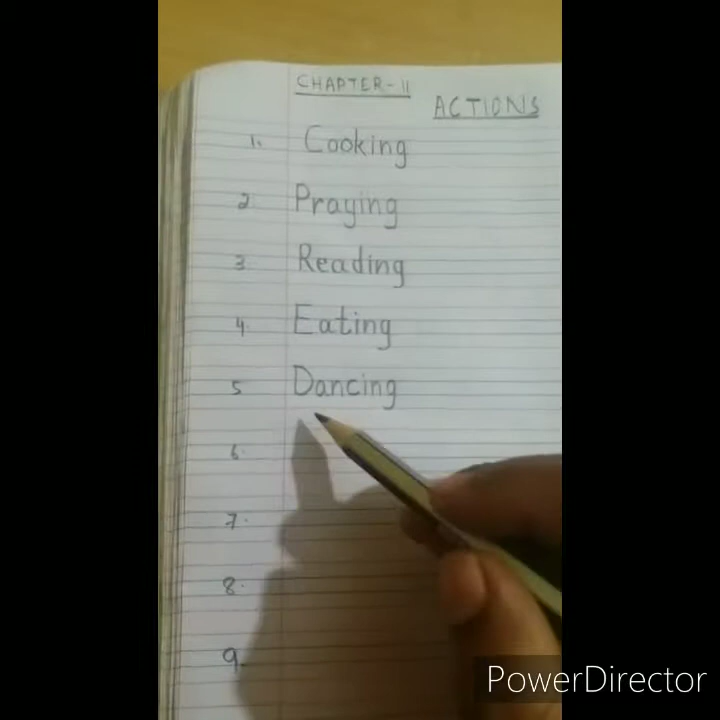 CHAPTER-11
ACTIONS
1. Cooking
2 Praying
3 Reading
4. Eating
5 Dancing
6.
7.
8.
9.
PowerDirector